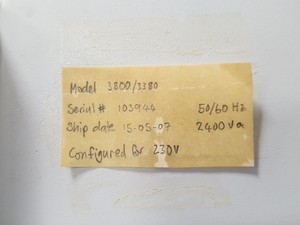 Model 3800/3380
Serial # 103944 50/60 Hz
Ship date 15-05-07 2400 Va
Configured for 230V